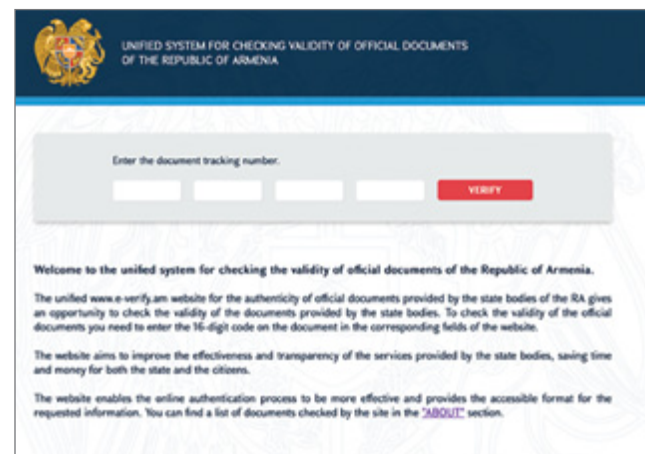 UNIFIED SYSTEM FOR CHECKING VALIDITY OF OFFICIAL DOCUMENTS
OF THE REPUBLIC OF ARMENIA
Enter the document tracking number.
VERIFY
Welcome to the unified system for checking the validity of official documents of the Republic of Armenia.
The unified www.e-verify.am website for the authenticity of official documents provided by the state bodies of the RA gives
an opportunity to check the validity of the documents provided by the state bodies. To check the validity of the official
documents you need to enter the 16-digit code on the document in the corresponding fields of the website.
The website aims to improve the effectiveness and transparency of the services provided by the state bodies, saving time
and money for both the state and the citizens.
The website enables the online authentication process to be more effective and provides the accessible format for the
requested information. You can find a list of documents checked by the site in the "ABOUT" section.